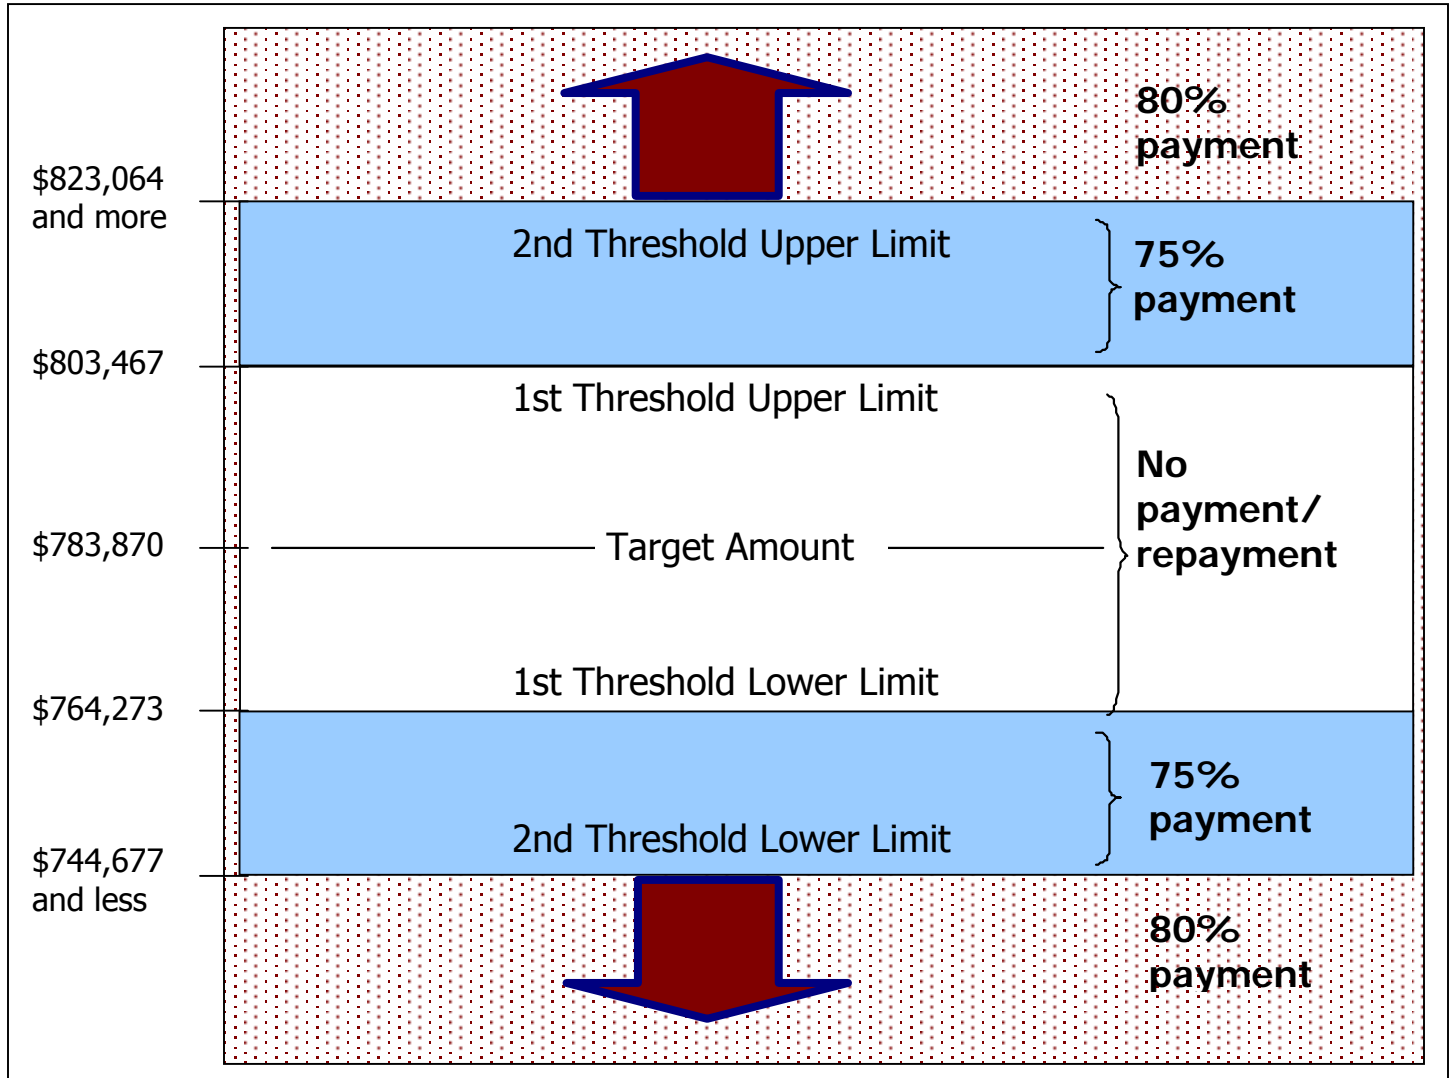 80%
payment
$823,064
and more
2nd Threshold Upper Limit
75%
payment
$803,467
1st Threshold Upper Limit
No
payment/
repayment
$783,870
Target Amount
1st Threshold Lower Limit
$764,273
75%
payment
2nd Threshold Lower Limit
$744,677
and less
80%
payment